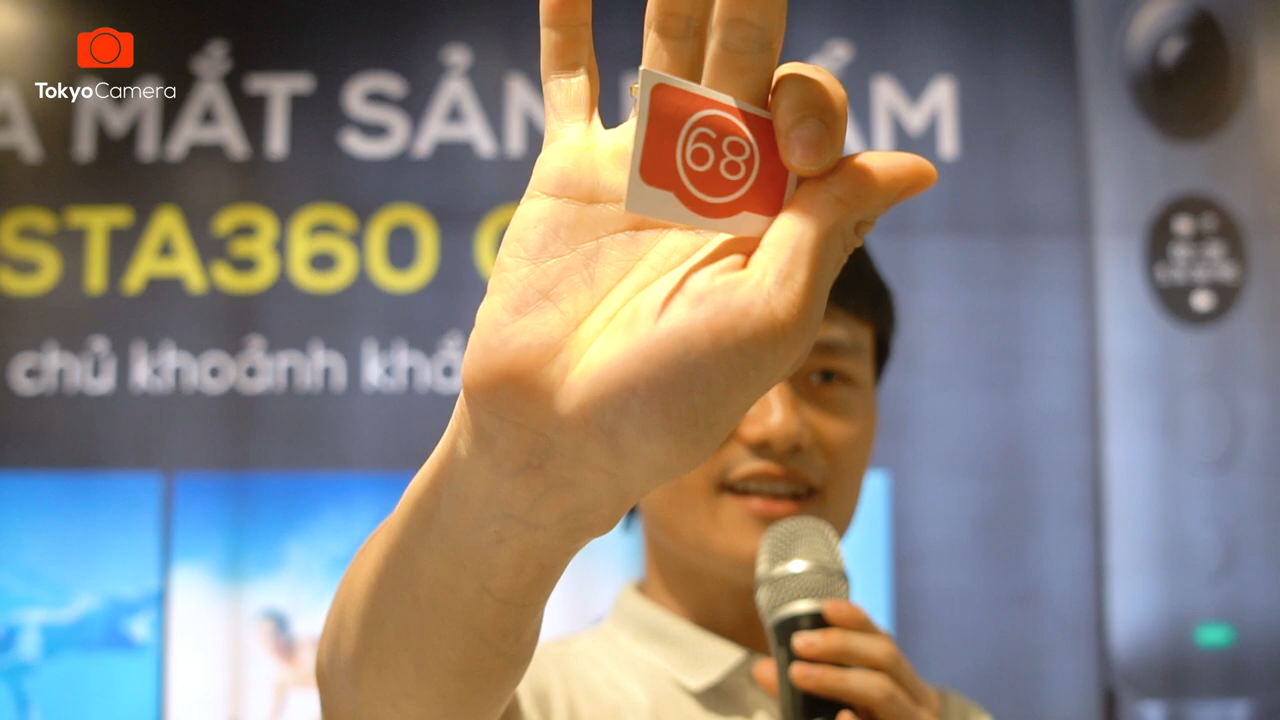 TokyoCamera
A MẮT SẢN ẨM
STA360 G
chủ khoảnh khắ
68